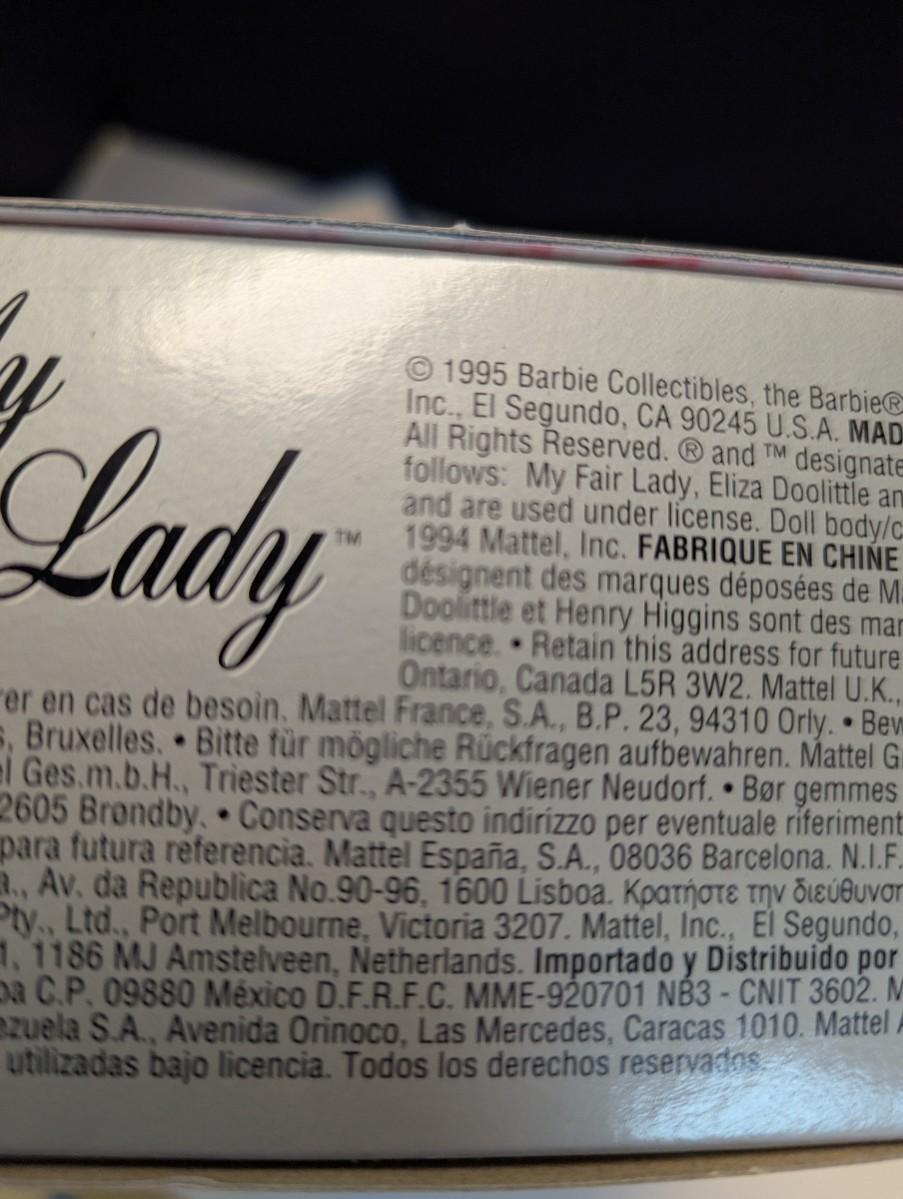 y
Lady™
© 1995 Barbie Collectibles, the Barbie®
Inc., El Segundo, CA 90245 U.S.A. MAD
All Rights Reserved. ® and ™ designate
follows: My Fair Lady, Eliza Doolittle an
and are used under license. Doll body/c
1994 Mattel, Inc. FABRIQUE EN CHINE
désignent des marques déposées de M
Doolittle et Henry Higgins sont des mar
licence. • Retain this address for future
Ontario, Canada L5R 3W2. Mattel U.K.,
rer en cas de besoin. Mattel France, S.A., B.P. 23, 94310 Orly. • Bew
s, Bruxelles. • Bitte für mögliche Rückfragen aufbewahren. Mattel G
el Ges.m.b.H., Triester Str., A-2355 Wiener Neudorf. • Bør gemmes
2605 Brøndby. • Conserva questo indirizzo per eventuale riferiment
para futura referencia. Mattel España, S.A., 08036 Barcelona. N.I.F.
a., Av. da Republica No.90-96, 1600 Lisboa. Κρατήστε την διεύθυνση
Pty., Ltd., Port Melbourne, Victoria 3207. Mattel, Inc., El Segundo,
1, 1186 MJ Amstelveen, Netherlands. Importado y Distribuido por
pa C.P. 09880 México D.F.R.F.C. MME-920701 NB3 - CNIT 3602. M
ezuela S.A., Avenida Orinoco, Las Mercedes, Caracas 1010. Mattel A
utilizadas bajo licencia. Todos los derechos reservados.